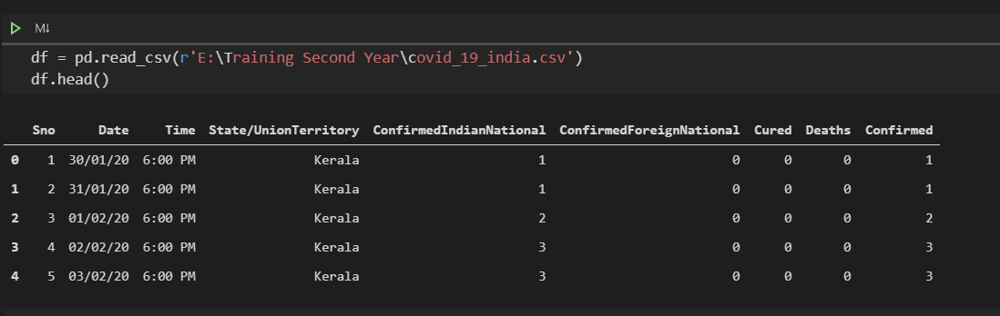 M↓
df = pd.read_csv(r'E:\Training Second Year\covid_19_india.csv')
df.head()
Sno Date Time State/UnionTerritory ConfirmedIndianNational ConfirmedForeignNational Cured Deaths Confirmed
0 1 30/01/20 6:00 PM Kerala 1 0 0 0 1
1 2 31/01/20 6:00 PM Kerala 1 0 0 0 1
2 3 01/02/20 6:00 PM Kerala 2 0 0 0 2
3 4 02/02/20 6:00 PM Kerala 3 0 0 0 3
4 5 03/02/20 6:00 PM Kerala 3 0 0 0 3